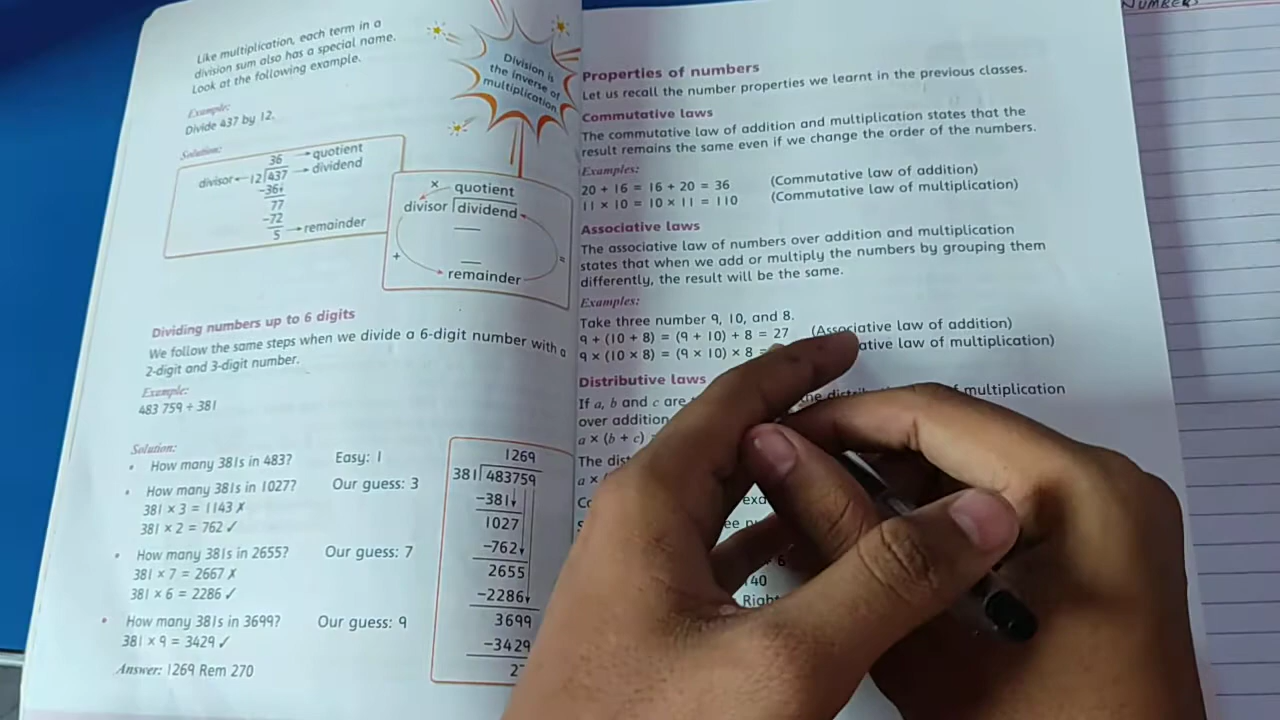 Like multiplication, each term in a
division sum also has a special name.
Look at the following example.
Example:
Divide 437 by 12.
Solution:
36 → quotient
divisor ← 12 437 → dividend
-36↓
77
-72
5 → remainder
Division is
the inverse of
multiplication
× quotient
divisor dividend
+ =
remainder
Dividing numbers up to 6 digits
We follow the same steps when we divide a 6-digit number with a
2-digit and 3-digit number.
Example:
483 759 ÷ 381
Solution:
• How many 381s in 483? Easy: 1
• How many 381s in 1027? Our guess: 3
381 × 3 = 1143 ✗
381 × 2 = 762 ✓
• How many 381s in 2655? Our guess: 7
381 × 7 = 2667 ✗
381 × 6 = 2286 ✓
• How many 381s in 3699? Our guess: 9
381 × 9 = 3429 ✓
Answer: 1269 Rem 270
1269
381 483759
-381↓
1027
-762↓
2655
-2286↓
3699
-3429
2
Properties of numbers
Let us recall the number properties we learnt in the previous classes.
Commutative laws
The commutative law of addition and multiplication states that the
result remains the same even if we change the order of the numbers.
Examples:
20 + 16 = 16 + 20 = 36 (Commutative law of addition)
11 × 10 = 10 × 11 = 110 (Commutative law of multiplication)
Associative laws
The associative law of numbers over addition and multiplication
states that when we add or multiply the numbers by grouping them
differently, the result will be the same.
Examples:
Take three number 9, 10, and 8.
9 + (10 + 8) = (9 + 10) + 8 = 27 (Associative law of addition)
9 × (10 × 8) = (9 × 10) × 8 = law of multiplication)
Distributive laws
If a, b and c are the multiplication
over addition
a × (b + c)
The
a ×
40
NUMBERS